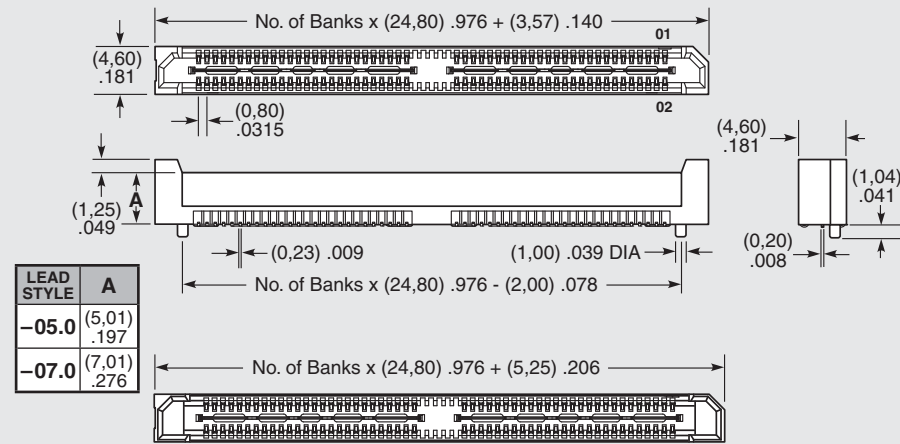 No. of Banks x (24,80) .976 + (3,57) .140
01
(4,60)
.181
02
(0,80)
.0315
(4,60)
.181
(1,04)
.041
A
(1,25)
.049
(0,23) .009
(1,00) .039 DIA
(0,20)
.008
No. of Banks x (24,80) .976 - (2,00) .078
LEAD STYLE A
–05.0 (5,01) .197
–07.0 (7,01) .276
No. of Banks x (24,80) .976 + (5,25) .206